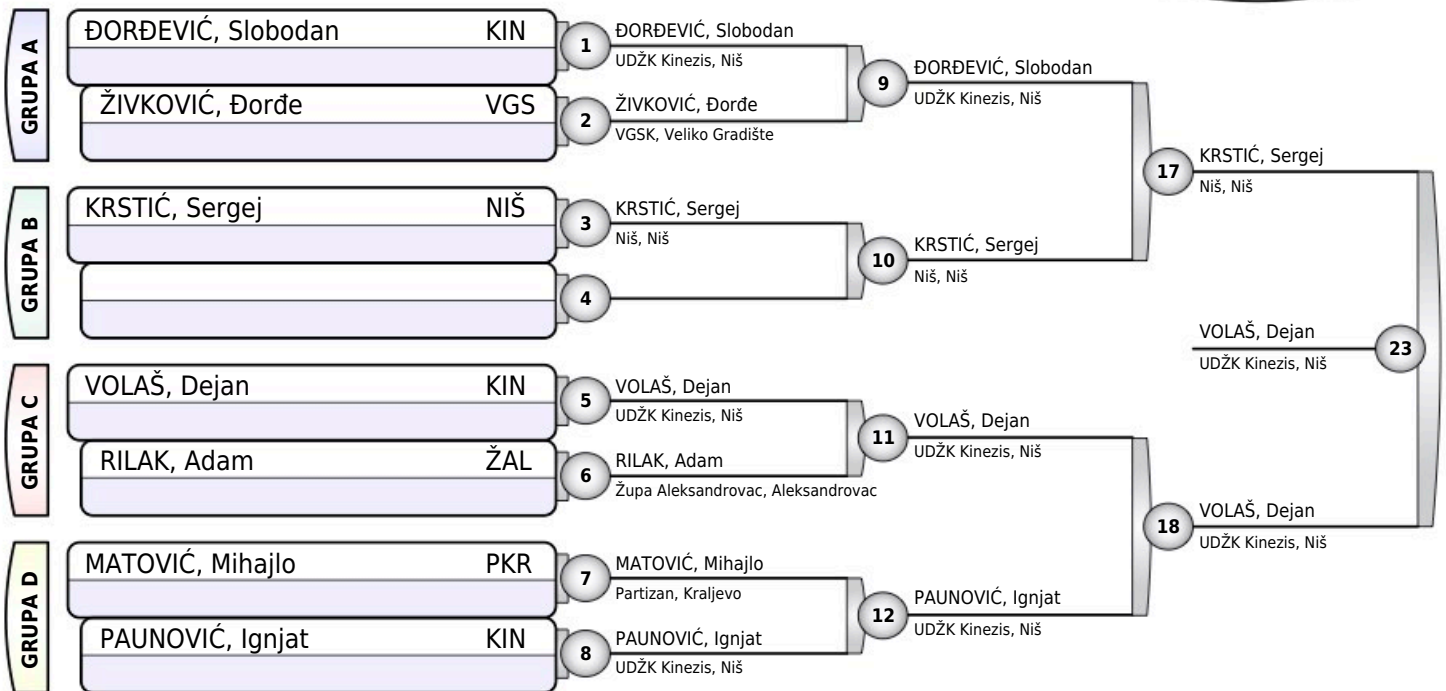 GRUPA A
ĐORĐEVIĆ, Slobodan KIN
ŽIVKOVIĆ, Đorđe VGS
GRUPA B
KRSTIĆ, Sergej NIŠ
GRUPA C
VOLAŠ, Dejan KIN
RILAK, Adam ŽAL
GRUPA D
MATOVIĆ, Mihajlo PKR
PAUNOVIĆ, Ignjat KIN
1
ĐORĐEVIĆ, Slobodan
UDŽK Kinezis, Niš
2
ŽIVKOVIĆ, Đorđe
VGSK, Veliko Gradište
3
KRSTIĆ, Sergej
Niš, Niš
4
5
VOLAŠ, Dejan
UDŽK Kinezis, Niš
6
RILAK, Adam
Župa Aleksandrovac, Aleksandrovac
7
MATOVIĆ, Mihajlo
Partizan, Kraljevo
8
PAUNOVIĆ, Ignjat
UDŽK Kinezis, Niš
9
ĐORĐEVIĆ, Slobodan
UDŽK Kinezis, Niš
10
KRSTIĆ, Sergej
Niš, Niš
11
VOLAŠ, Dejan
UDŽK Kinezis, Niš
12
PAUNOVIĆ, Ignjat
UDŽK Kinezis, Niš
17
KRSTIĆ, Sergej
Niš, Niš
18
VOLAŠ, Dejan
UDŽK Kinezis, Niš
VOLAŠ, Dejan
UDŽK Kinezis, Niš
23